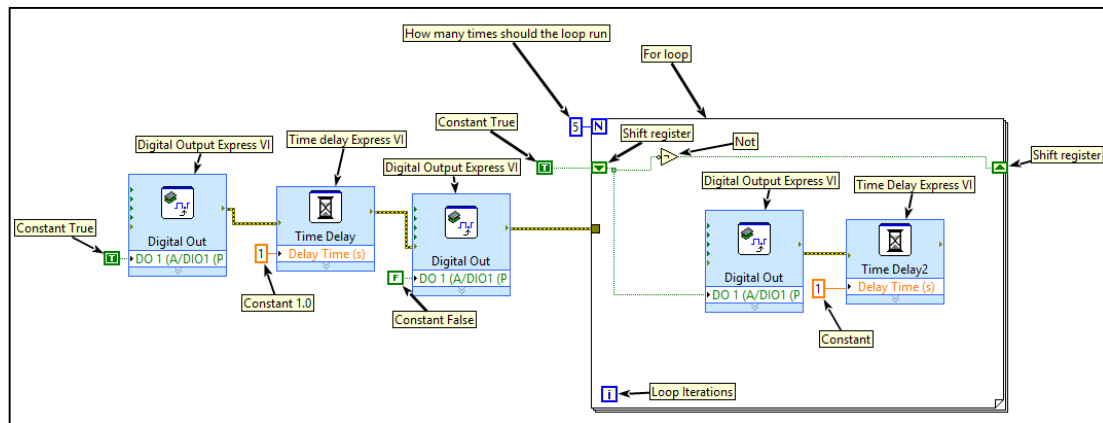 How many times should the loop run
For loop
5
N
Constant True
Shift register
Not
T
Digital Output Express VI
Time delay Express VI
Digital Output Express VI
Shift register
Digital Output Express VI
Time Delay Express VI
Constant True
Digital Out
Time Delay
Digital Out
Digital Out
Time Delay2
T
DO 1 (A/DIO1 (P
1
Delay Time (s)
F
DO 1 (A/DIO1 (P
DO 1 (A/DIO1 (P
1
Delay Time (s)
Constant 1.0
Constant False
Constant
i
Loop Iterations